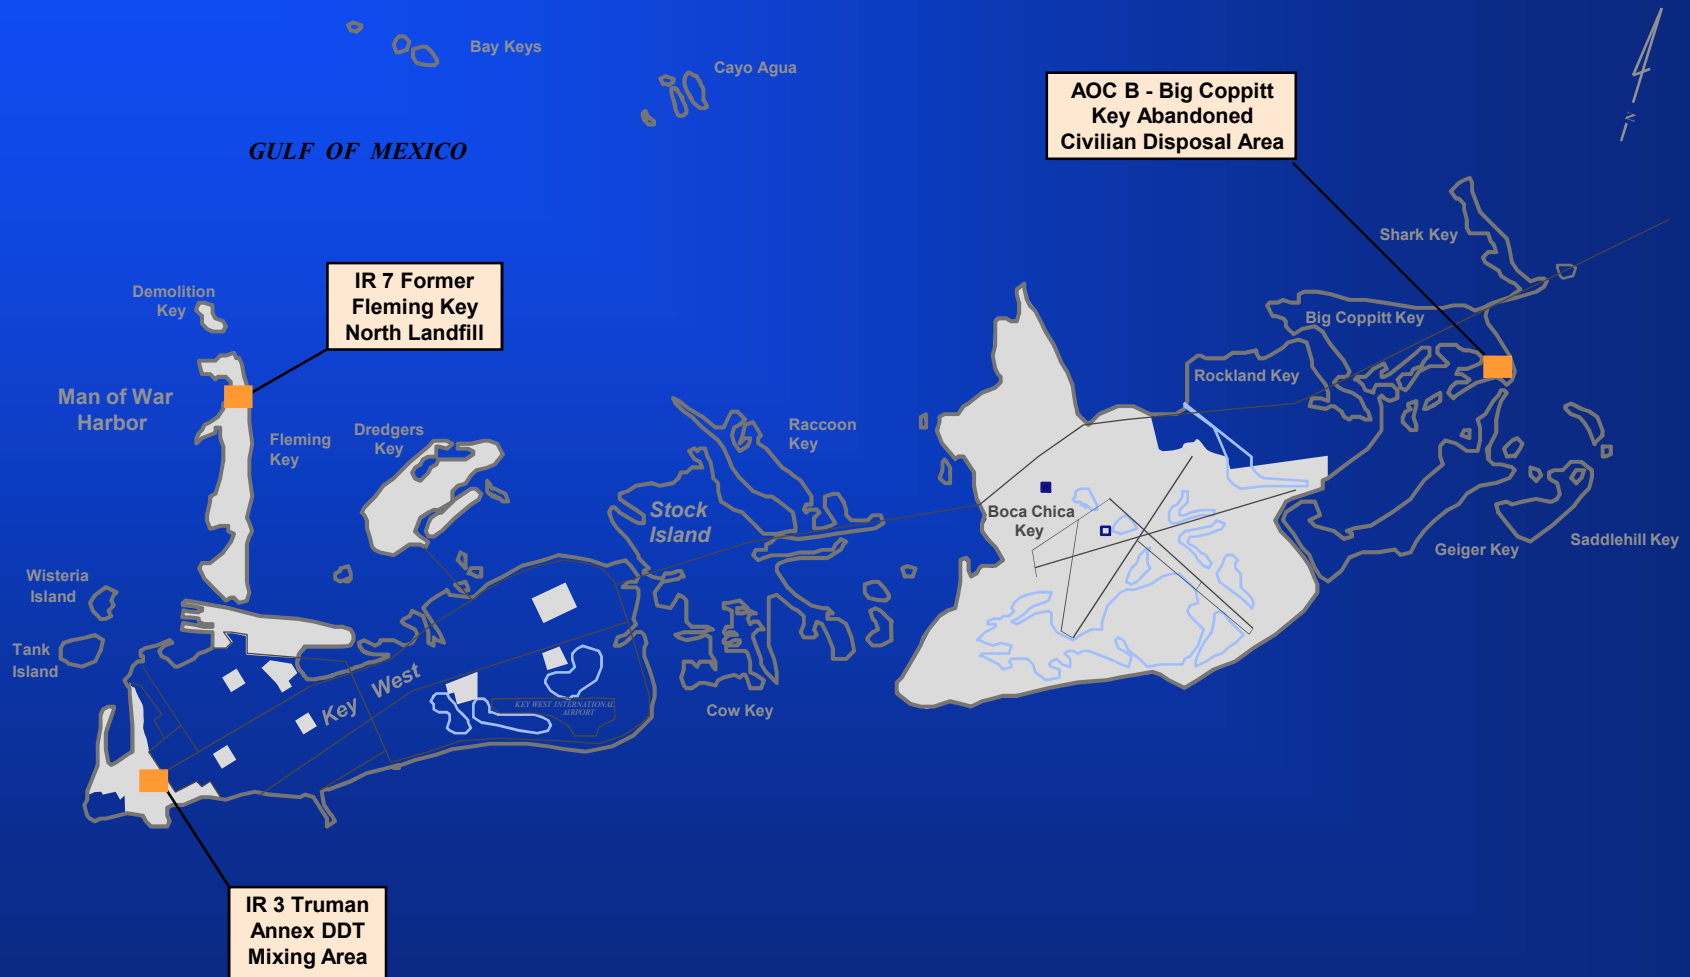 Bay Keys
Cayo Agua
AOC B - Big Coppitt
Key Abandoned
Civilian Disposal Area
N
GULF OF MEXICO
Shark Key
IR 7 Former
Fleming Key
North Landfill
Demolition
Key
Big Coppitt Key
Rockland Key
Man of War
Harbor
Fleming
Key
Dredgers
Key
Raccoon
Key
Stock
Island
Boca Chica
Key
Geiger Key
Saddlehill Key
Wisteria
Island
Tank
Island
Key West
KEY WEST INTERNATIONAL
AIRPORT
Cow Key
IR 3 Truman
Annex DDT
Mixing Area